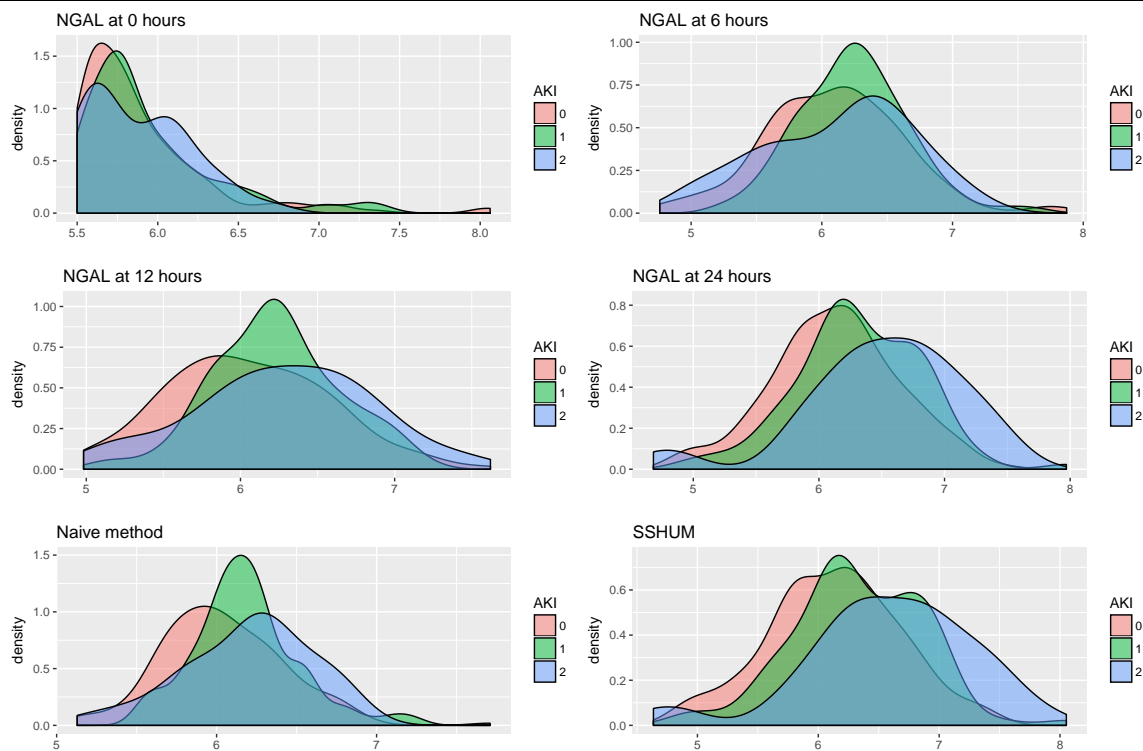 NGAL at 0 hours
density
1.5
1.0
0.5
0.0
5.5 6.0 6.5 7.0 7.5 8.0
AKI
0
1
2
NGAL at 6 hours
density
1.00
0.75
0.50
0.25
0.00
5 6 7 8
AKI
0
1
2
NGAL at 12 hours
density
1.00
0.75
0.50
0.25
0.00
5 6 7
AKI
0
1
2
NGAL at 24 hours
density
0.8
0.6
0.4
0.2
0.0
5 6 7 8
AKI
0
1
2
Naive method
density
1.5
1.0
0.5
0.0
5 6 7
AKI
0
1
2
SSHUM
density
0.6
0.4
0.2
0.0
5 6 7 8
AKI
0
1
2